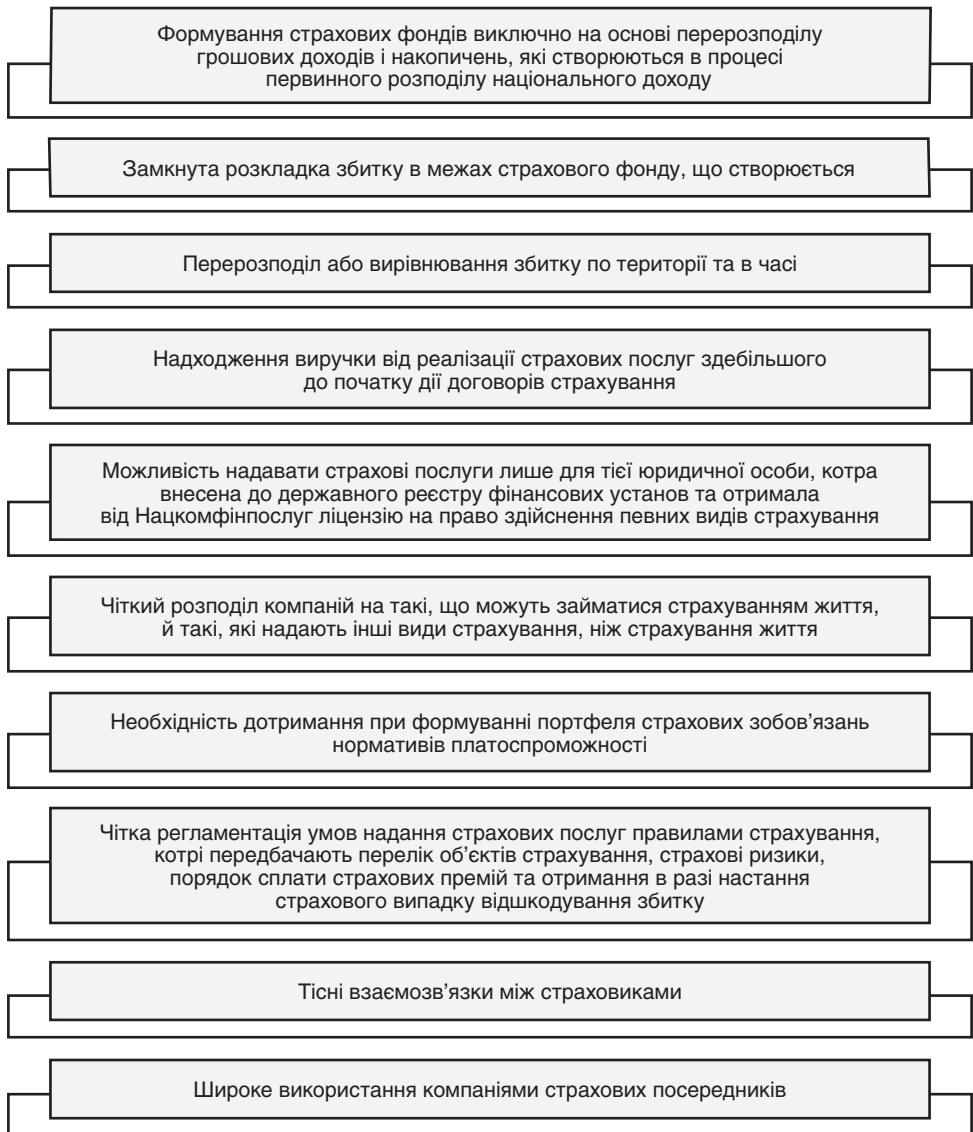 Формування страхових фондів виключно на основі перерозподілу
грошових доходів і накопичень, які створюються в процесі
первинного розподілу національного доходу
Замкнута розкладка збитку в межах страхового фонду, що створюється
Перерозподіл або вирівнювання збитку по території та в часі
Надходження виручки від реалізації страхових послуг здебільшого
до початку дії договорів страхування
Можливість надавати страхові послуги лише для тієї юридичної особи, котра
внесена до державного реєстру фінансових установ та отримала
від Нацкомфінпослуг ліцензію на право здійснення певних видів страхування
Чіткий розподіл компаній на такі, що можуть займатися страхуванням життя,
й такі, які надають інші види страхування, ніж страхування життя
Необхідність дотримання при формуванні портфеля страхових зобов’язань
нормативів платоспроможності
Чітка регламентація умов надання страхових послуг правилами страхування,
котрі передбачають перелік об’єктів страхування, страхові ризики,
порядок сплати страхових премій та отримання в разі настання
страхового випадку відшкодування збитку
Тісні взаємозв’язки між страховиками
Широке використання компаніями страхових посередників